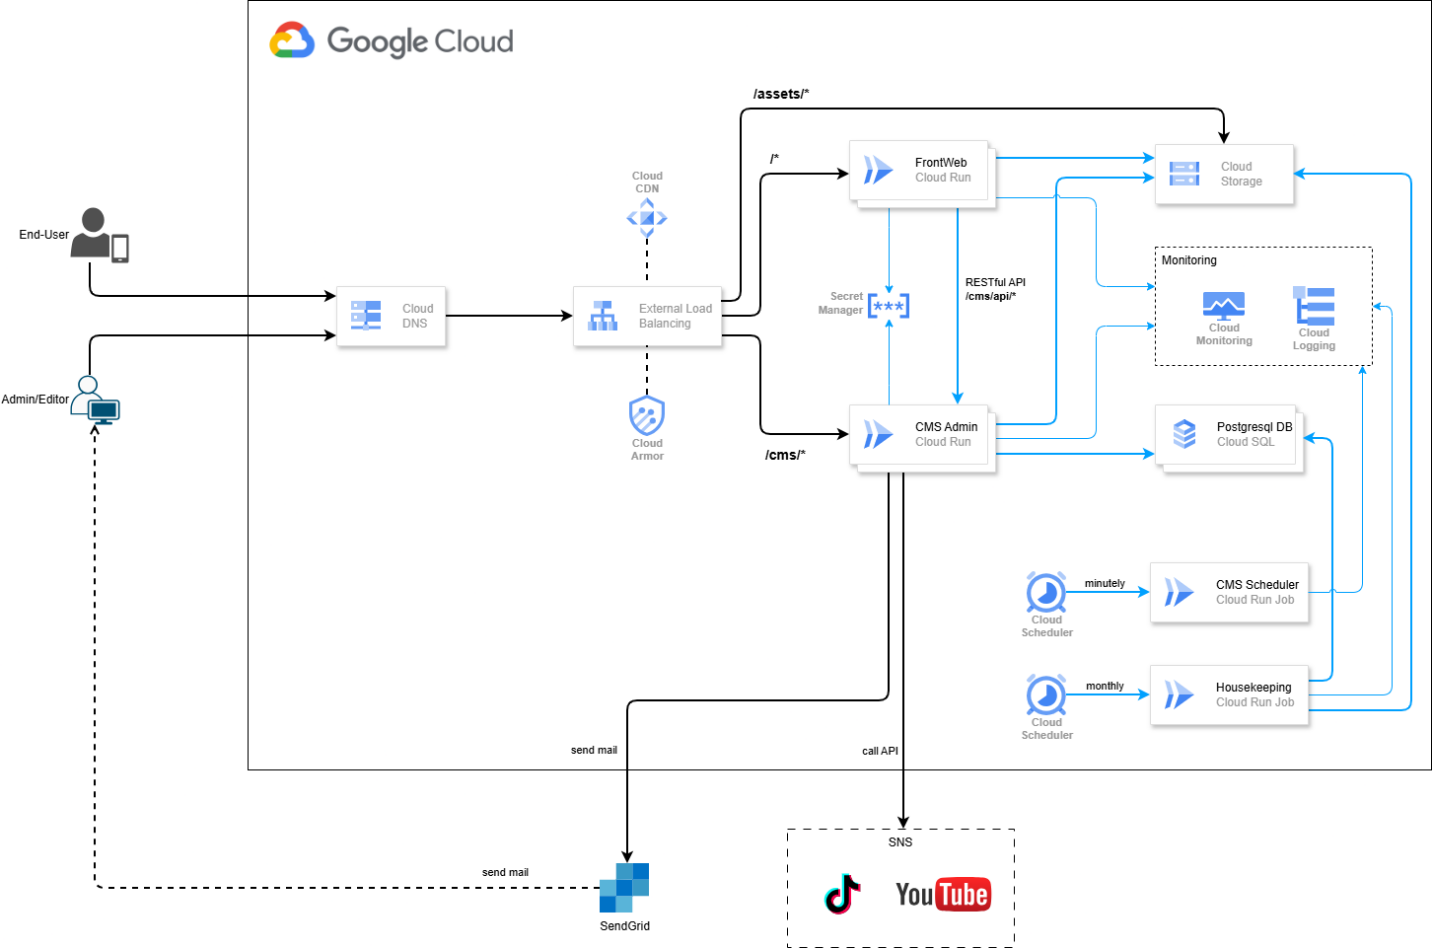 Google Cloud
/assets/*
/*
FrontWeb
Cloud Run
Cloud
Storage
Cloud
CDN
End-User
Monitoring
RESTful API
/cms/api/*
Secret
Manager
***
Cloud
DNS
External Load
Balancing
Cloud
Monitoring
Cloud
Logging
Admin/Editor
Cloud
Armor
/cms/*
CMS Admin
Cloud Run
Postgresql DB
Cloud SQL
minutely
CMS Scheduler
Cloud Run Job
Cloud
Scheduler
monthly
Housekeeping
Cloud Run Job
Cloud
Scheduler
send mail
call API
SNS
send mail
YouTube
SendGrid